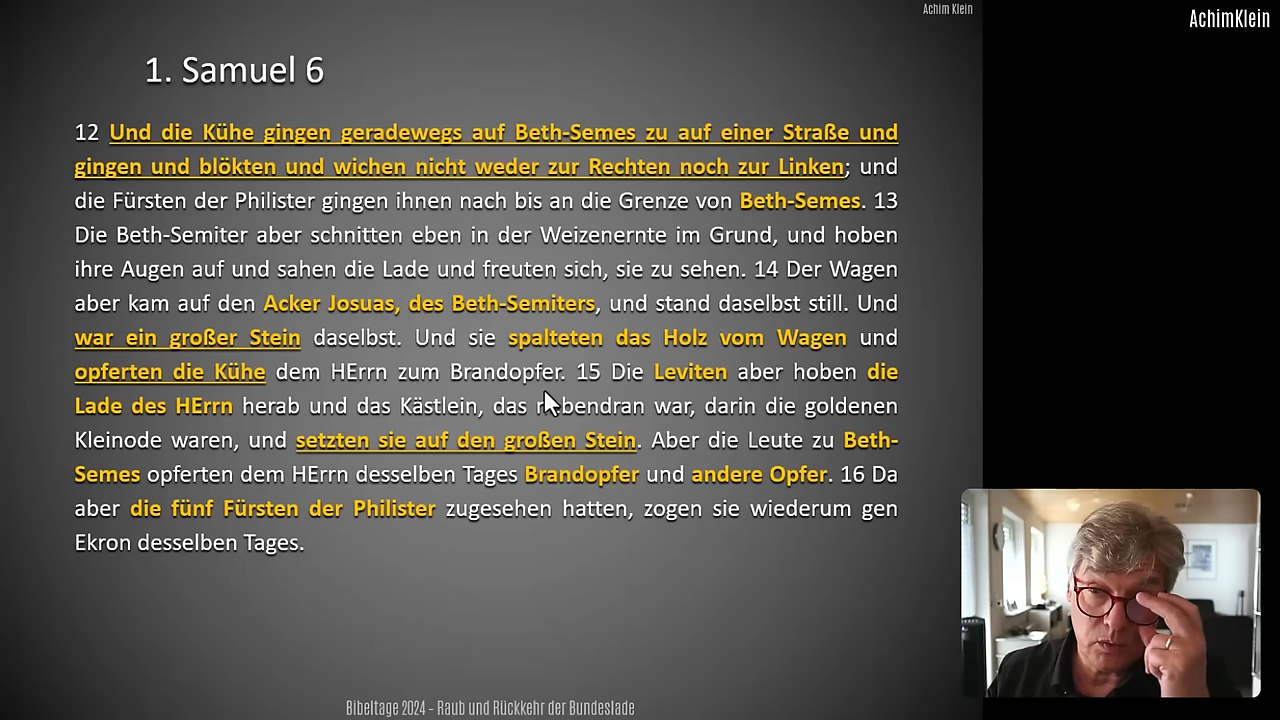 Achim Klein
AchimKlein
1. Samuel 6
12 Und die Kühe gingen geradewegs auf Beth-Semes zu auf einer Straße und
gingen und blökten und wichen nicht weder zur Rechten noch zur Linken; und
die Fürsten der Philister gingen ihnen nach bis an die Grenze von Beth-Semes. 13
Die Beth-Semiter aber schnitten eben in der Weizenernte im Grund, und hoben
ihre Augen auf und sahen die Lade und freuten sich, sie zu sehen. 14 Der Wagen
aber kam auf den Acker Josuas, des Beth-Semiters, und stand daselbst still. Und
war ein großer Stein daselbst. Und sie spalteten das Holz vom Wagen und
opferten die Kühe dem HErrn zum Brandopfer. 15 Die Leviten aber hoben die
Lade des HErrn herab und das Kästlein, das nebendran war, darin die goldenen
Kleinode waren, und setzten sie auf den großen Stein. Aber die Leute zu Beth-
Semes opferten dem HErrn desselben Tages Brandopfer und andere Opfer. 16 Da
aber die fünf Fürsten der Philister zugesehen hatten, zogen sie wiederum gen
Ekron desselben Tages.
Bibeltage 2024 – Raub und Rückkehr der Bundeslade